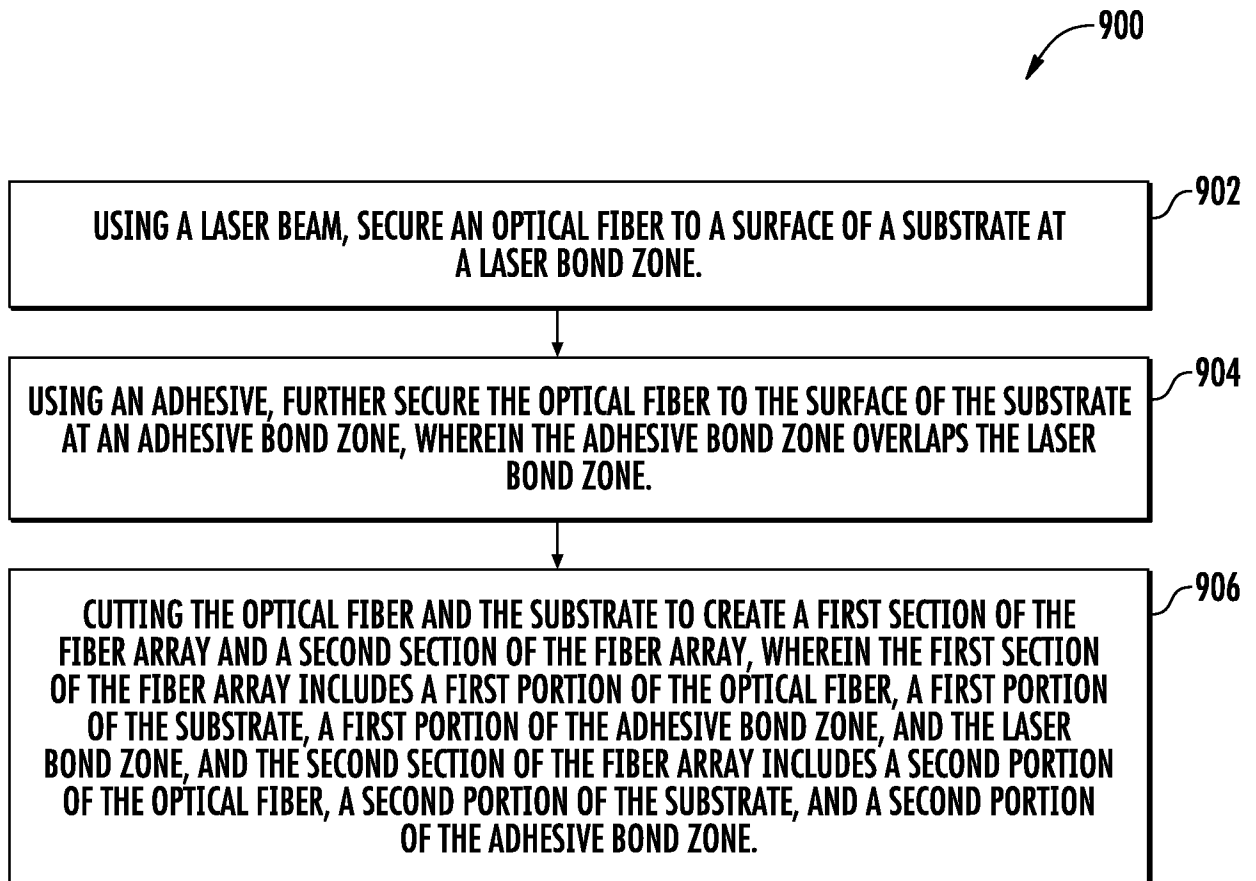 900
902
USING A LASER BEAM, SECURE AN OPTICAL FIBER TO A SURFACE OF A SUBSTRATE AT
A LASER BOND ZONE.
904
USING AN ADHESIVE, FURTHER SECURE THE OPTICAL FIBER TO THE SURFACE OF THE SUBSTRATE
AT AN ADHESIVE BOND ZONE, WHEREIN THE ADHESIVE BOND ZONE OVERLAPS THE LASER
BOND ZONE.
906
CUTTING THE OPTICAL FIBER AND THE SUBSTRATE TO CREATE A FIRST SECTION OF THE
FIBER ARRAY AND A SECOND SECTION OF THE FIBER ARRAY, WHEREIN THE FIRST SECTION
OF THE FIBER ARRAY INCLUDES A FIRST PORTION OF THE OPTICAL FIBER, A FIRST PORTION
OF THE SUBSTRATE, A FIRST PORTION OF THE ADHESIVE BOND ZONE, AND THE LASER
BOND ZONE, AND THE SECOND SECTION OF THE FIBER ARRAY INCLUDES A SECOND PORTION
OF THE OPTICAL FIBER, A SECOND PORTION OF THE SUBSTRATE, AND A SECOND PORTION
OF THE ADHESIVE BOND ZONE.